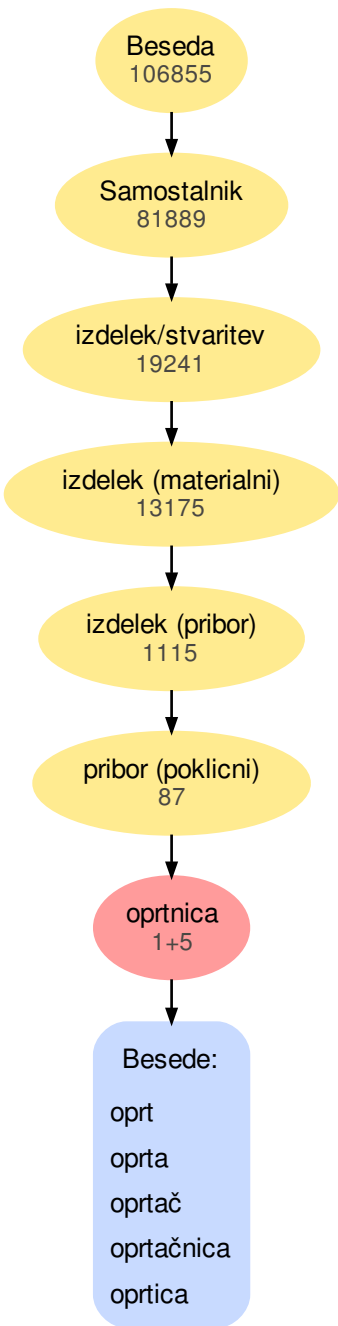 Beseda
106855
Samostalnik
81889
izdelek/stvaritev
19241
izdelek (materialni)
13175
izdelek (pribor)
1115
pribor (poklicni)
87
oprtnica
1+5
Besede:
oprt
oprta
oprtač
oprtačnica
oprtica